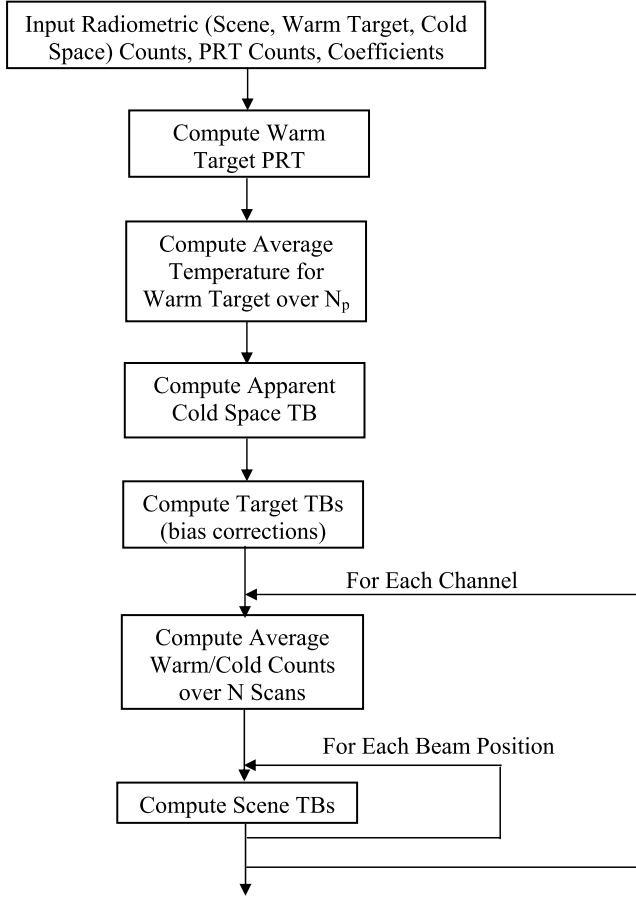 Input Radiometric (Scene, Warm Target, Cold
Space) Counts, PRT Counts, Coefficients
Compute Warm
Target PRT
Compute Average
Temperature for
Warm Target over Np
Compute Apparent
Cold Space TB
Compute Target TBs
(bias corrections)
For Each Channel
Compute Average
Warm/Cold Counts
over N Scans
For Each Beam Position
Compute Scene TBs